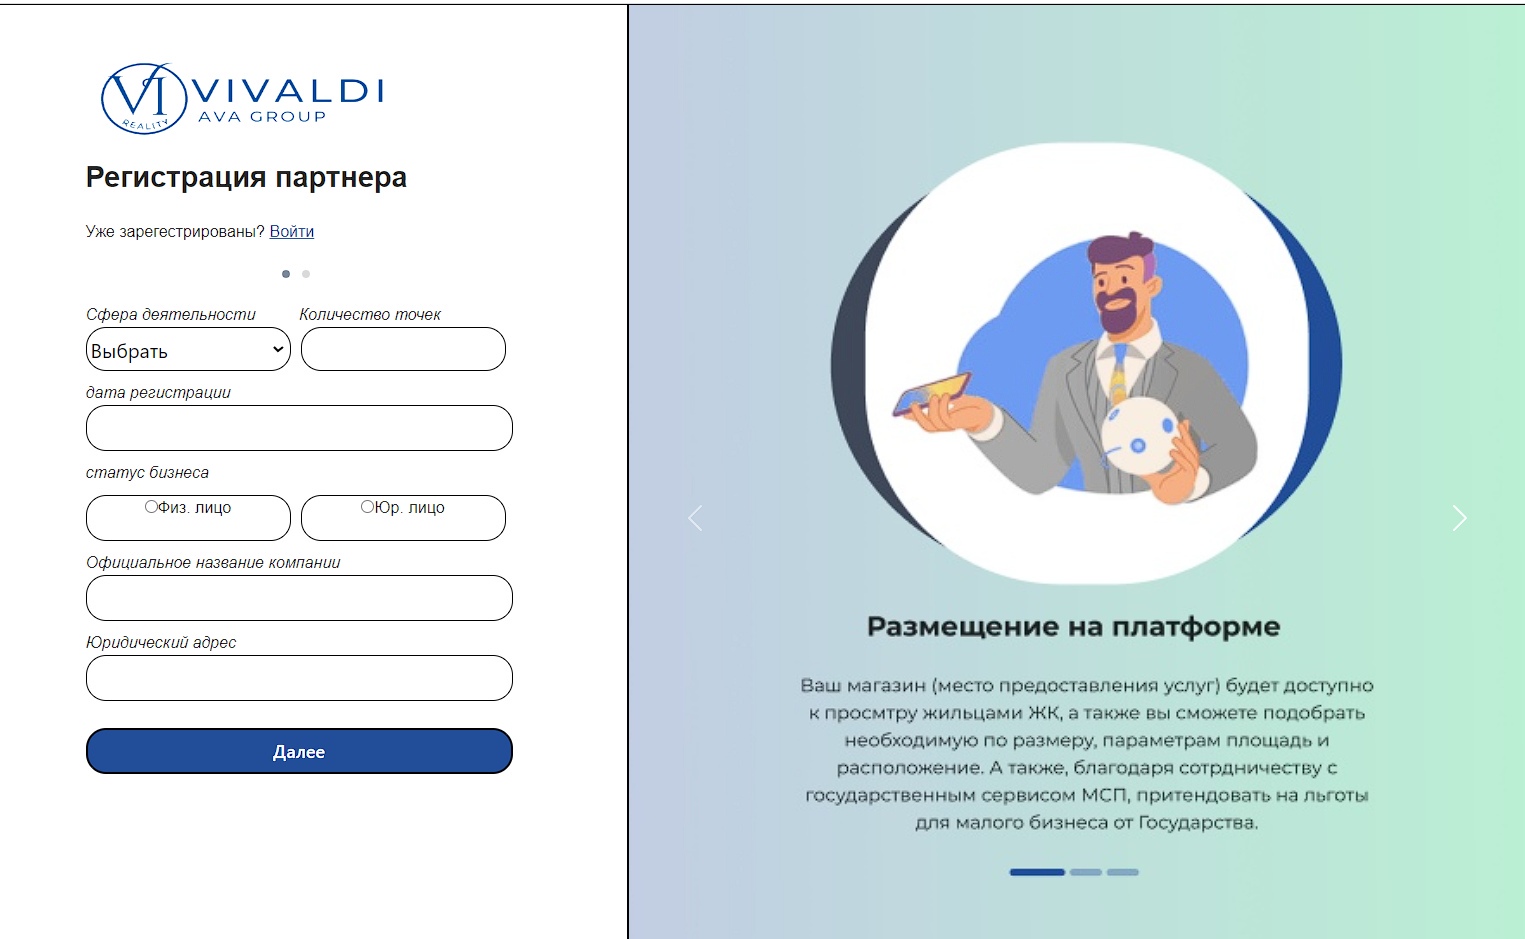 VI
REALITY
VIVALDI
AVA GROUP
Регистрация партнера
Уже зарегестрированы? Войти
Сфера деятельности
Количество точек
Выбрать
дата регистрации
статус бизнеса
Физ. лицо
Юр. лицо
Официальное название компании
Юридический адрес
Далее
Размещение на платформе
Ваш магазин (место предоставления услуг) будет доступно
к просмтру жильцами ЖК, а также вы сможете подобрать
необходимую по размеру, параметрам площадь и
расположение. А также, благодаря сотрдничеству с
государственным сервисом МСП, притендовать на льготы
для малого бизнеса от Государства.